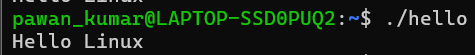 pawan_kumar@LAPTOP-SSD0PUQ2:~$ ./hello
Hello Linux